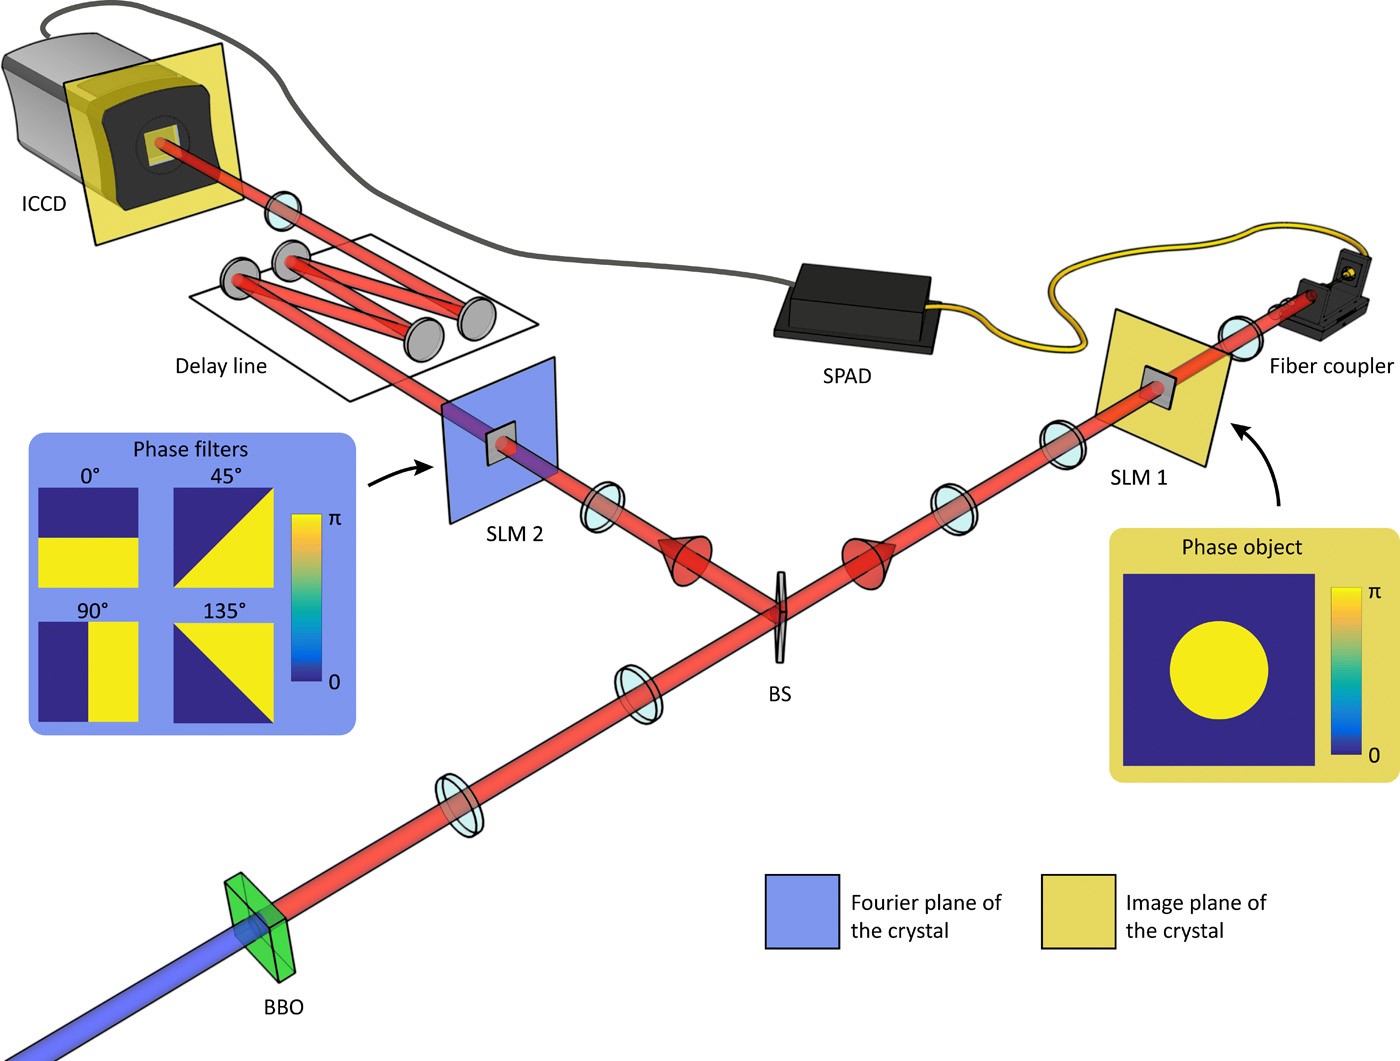 ICCD
Delay line
SPAD
Fiber coupler
SLM 1
SLM 2
Phase filters
0°
45°
90°
135°
π
0
BS
Phase object
π
0
BBO
Fourier plane of
the crystal
Image plane of
the crystal